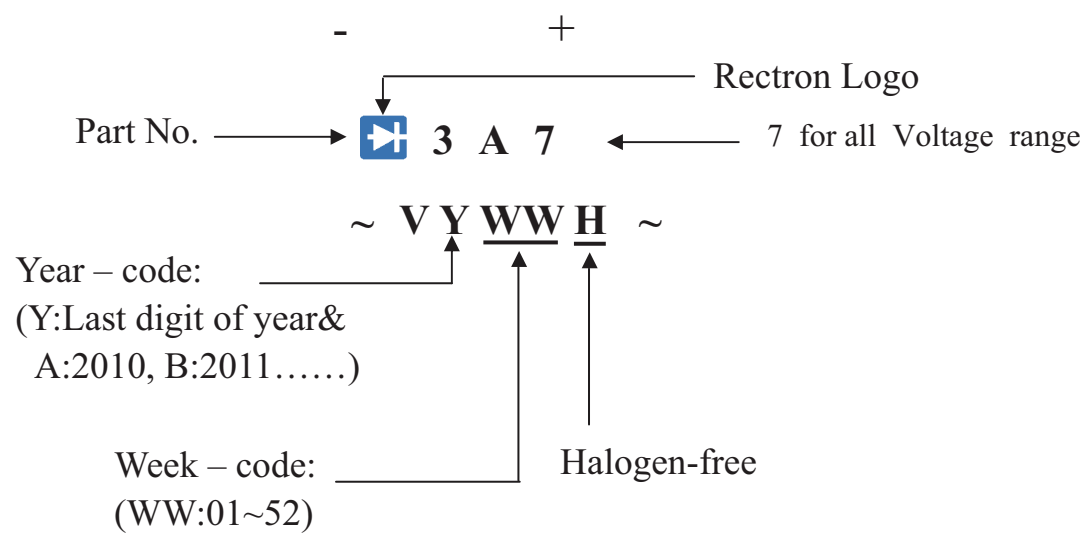 - +
Rectron Logo
Part No. 3 A 7 7 for all Voltage range
~ V Y WW H ~
Year – code:
(Y:Last digit of year&
A:2010, B:2011……)
Week – code:
(WW:01~52)
Halogen-free